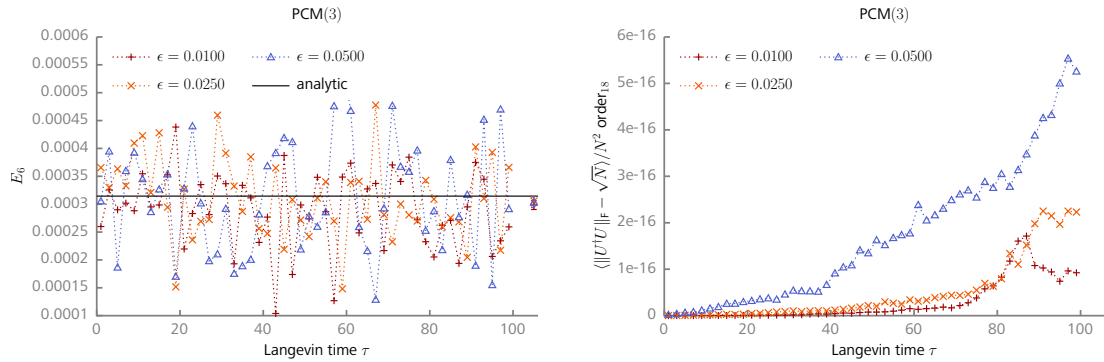 PCM(3)
0.0006
0.00055
0.0005
0.00045
0.0004
0.00035
0.0003
0.00025
0.0002
0.00015
0.0001
E₆
ϵ = 0.0100
ϵ = 0.0250
ϵ = 0.0500
analytic
0 20 40 60 80 100
Langevin time τ
PCM(3)
6e-16
5e-16
4e-16
3e-16
2e-16
1e-16
0
⟨‖U†U‖F − √N⟩/N² order₁₈
ϵ = 0.0100
ϵ = 0.0250
ϵ = 0.0500
0 20 40 60 80 100
Langevin time τ